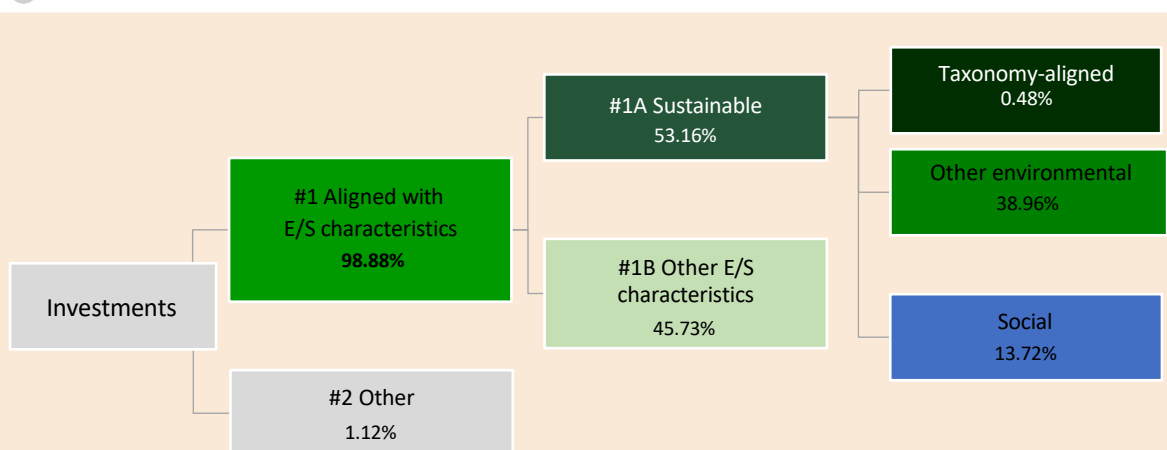 Investments
#1 Aligned with
E/S characteristics
98.88%
#2 Other
1.12%
#1A Sustainable
53.16%
#1B Other E/S
characteristics
45.73%
Taxonomy-aligned
0.48%
Other environmental
38.96%
Social
13.72%